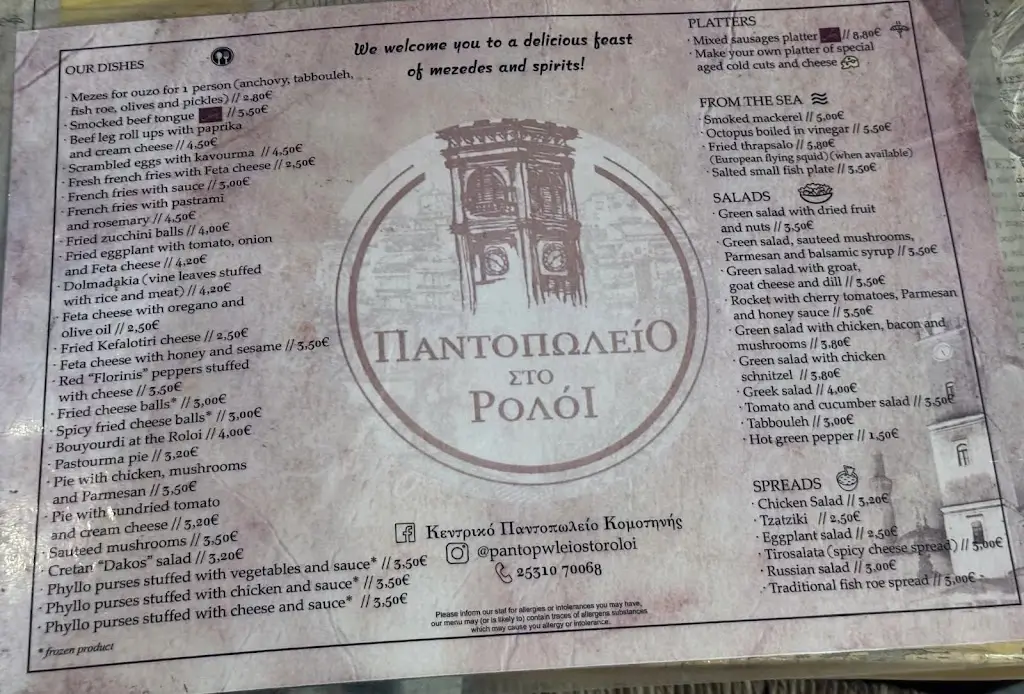 OUR DISHES
· Mezes for ouzo for 1 person (anchovy, tabbouleh,
fish roe, olives and pickles) // 2,80€
· Smocked beef tongue // 3,50€
· Beef leg roll ups with paprika
and cream cheese // 4,50€
· Scrambled eggs with kavourma // 4,50€
· Fresh french fries with Feta cheese // 2,50€
· French fries with sauce // 3,00€
· French fries with pastrami
and rosemary // 4,50€
· Fried zucchini balls // 4,00€
· Fried eggplant with tomato, onion
and Feta cheese // 4,20€
· Dolmadakia (vine leaves stuffed
with rice and meat) // 4,20€
· Feta cheese with oregano and
olive oil // 2,50€
· Fried Kefalotiri cheese // 2,50€
· Feta cheese with honey and sesame // 3,50€
· Red "Florinis" peppers stuffed
with cheese // 3,50€
· Fried cheese balls* // 3,00€
· Spicy fried cheese balls* // 3,00€
· Bouyourdi at the Roloi // 4,00€
· Pastourma pie // 3,20€
· Pie with chicken, mushrooms
and Parmesan // 3,50€
· Pie with sundried tomato
and cream cheese // 3,20€
· Sauteed mushrooms // 3,50€
· Cretan "Dakos" salad // 3,20€
· Phyllo purses stuffed with vegetables and sauce* // 3,50€
· Phyllo purses stuffed with chicken and sauce* // 3,50€
· Phyllo purses stuffed with cheese and sauce* // 3,50€
* frozen product
We welcome you to a delicious feast
of mezedes and spirits!
ΠΑΝΤΟΠΩΛΕίΟ
ΣΤΟ
ΡΟΛόΙ
Κεντρικό Παντοπωλείο Κομοτηνής
@pantopwleiostoroloi
25310 70068
Please inform our staf for allergies or intolerances you may have,
our menu may (or is likely to) contain traces of allergens substances
which may cause you allergy or intolerance.
PLATTERS
· Mixed sausages platter // 8,80€
· Make your own platter of special
aged cold cuts and cheese
FROM THE SEA
· Smoked mackerel // 5,00€
· Octopus boiled in vinegar // 5,50€
· Fried thrapsalo // 5,80€
(European flying squid) (when available)
· Salted small fish plate // 3,50€
SALADS
· Green salad with dried fruit
and nuts // 3,50€
· Green salad, sauteed mushrooms,
Parmesan and balsamic syrup // 3,50€
· Green salad with groat,
goat cheese and dill // 3,50€
· Rocket with cherry tomatoes, Parmesan
and honey sauce // 3,50€
· Green salad with chicken, bacon and
mushrooms // 3,80€
· Green salad with chicken
schnitzel // 3,80€
· Greek salad // 4,00€
· Tomato and cucumber salad // 3,50€
· Tabbouleh // 3,00€
· Hot green pepper // 1,50€
SPREADS
· Chicken Salad // 3,20€
· Tzatziki // 2,50€
· Eggplant salad // 2,50€
· Tirosalata (spicy cheese spread) // 3,00€
· Russian salad // 3,00€
· Traditional fish roe spread // 3,00€